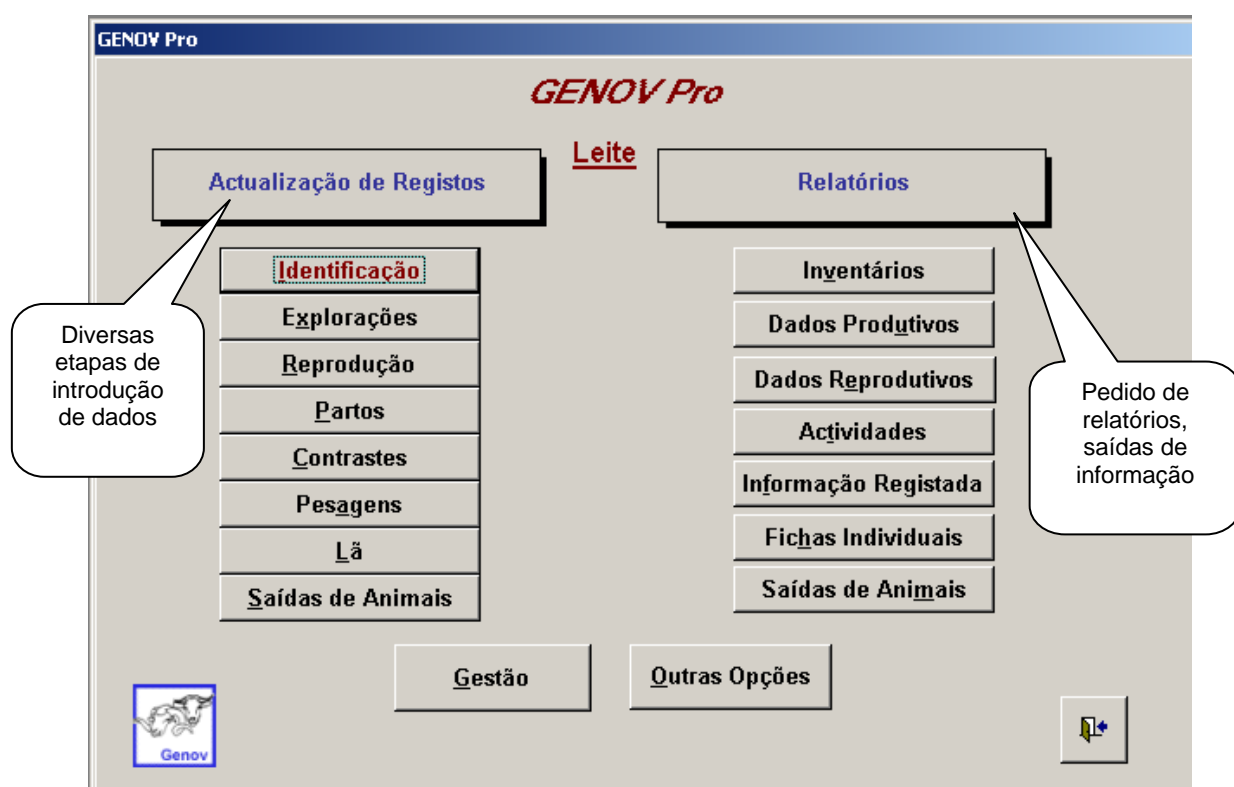 GENOV Pro
GENOV Pro
Leite
Actualização de Registos
Relatórios
Identificação
Explorações
Reprodução
Partos
Contrastes
Pesagens
Lã
Saídas de Animais
Diversas
etapas de
introdução
de dados
Inventários
Dados Produtivos
Dados Reprodutivos
Actividades
Informação Registada
Fichas Individuais
Saídas de Animais
Pedido de
relatórios,
saídas de
informação
Gestão
Outras Opções
Genov